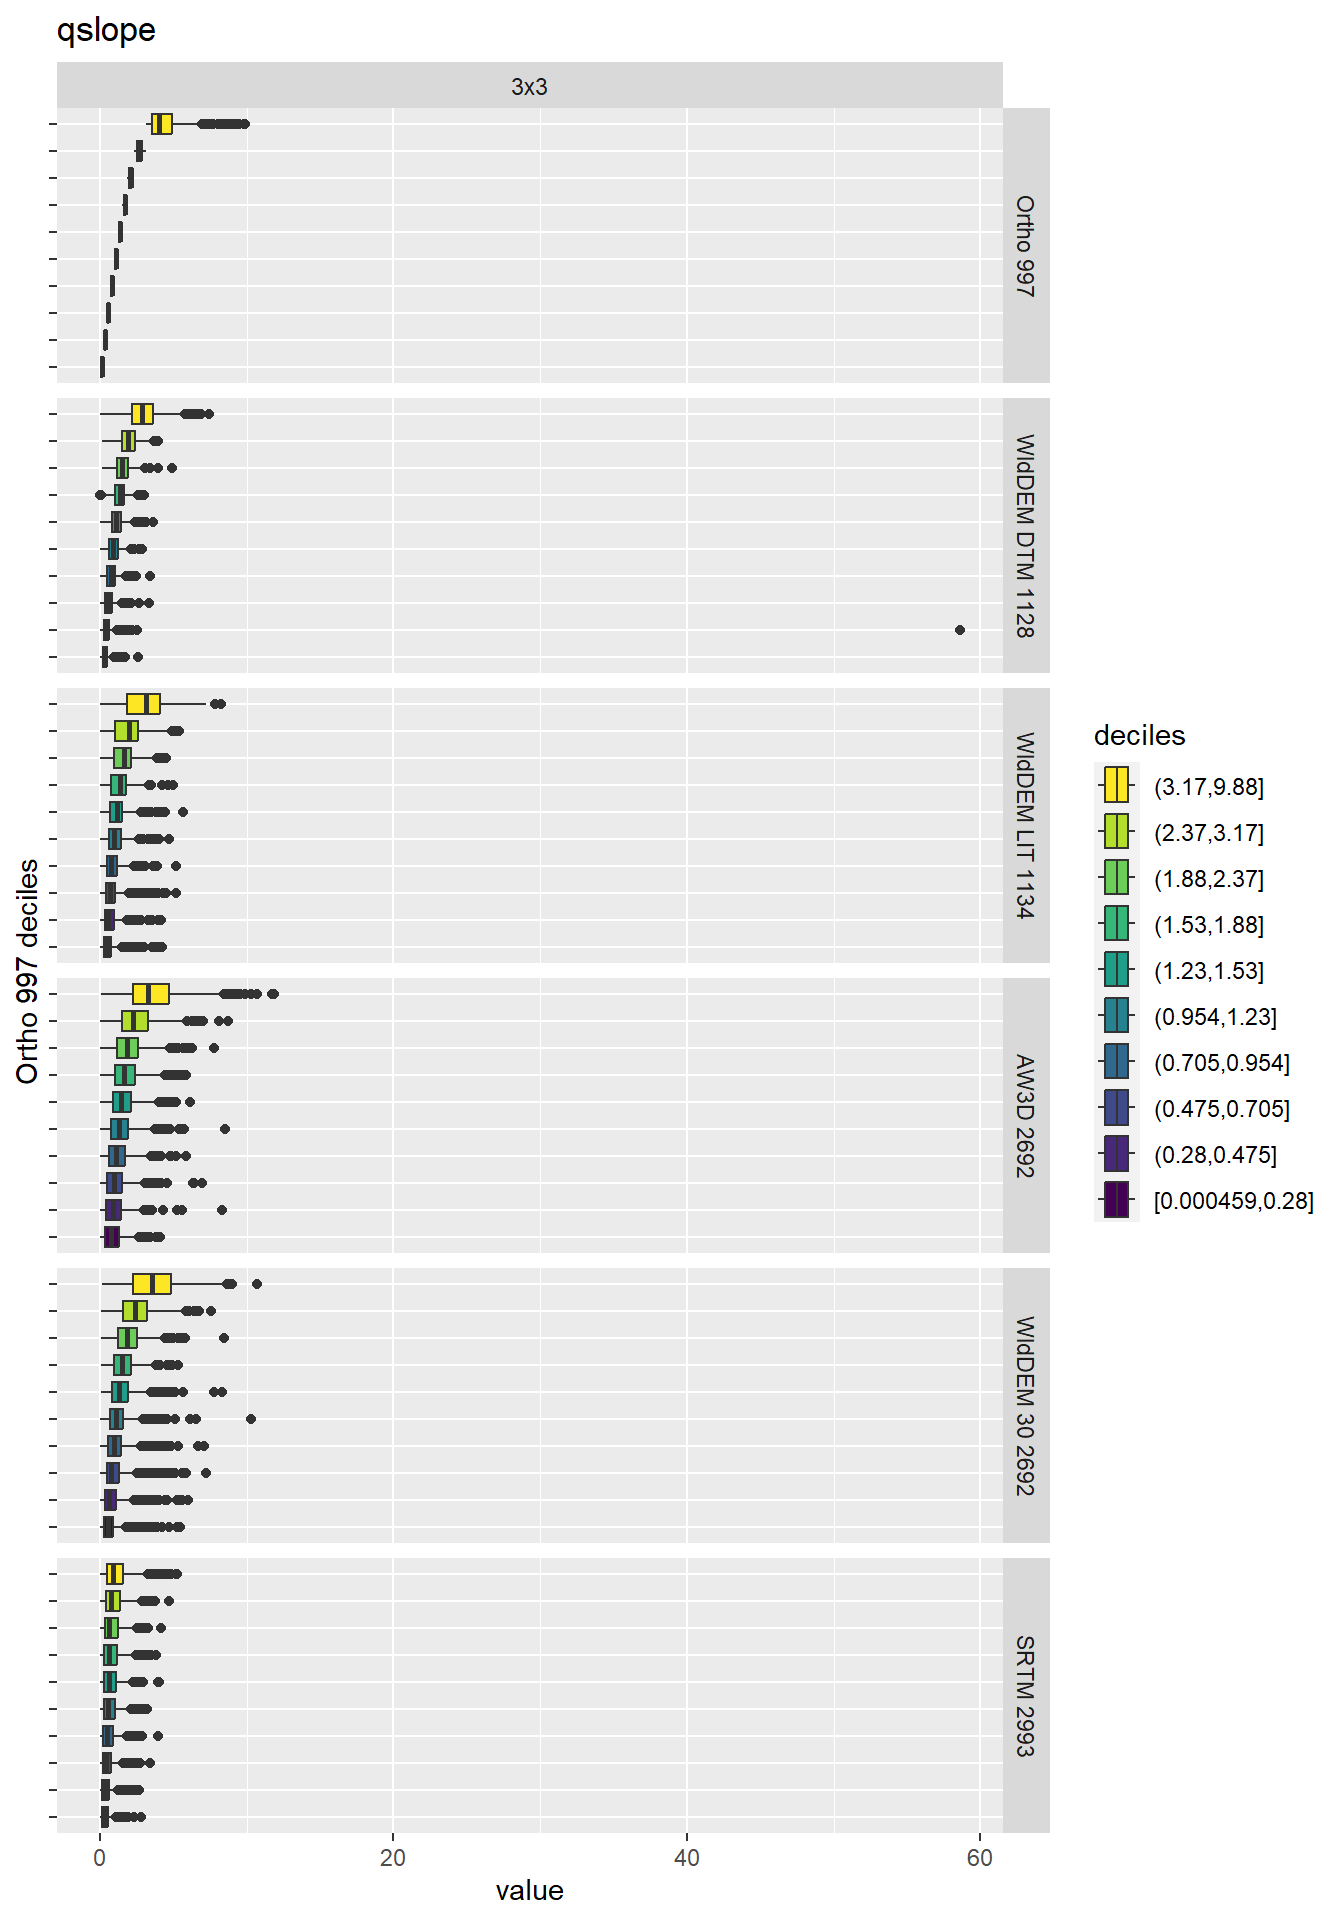 qslope
3x3
Ortho 997
WldDEM DTM 1128
WldDEM LIT 1134
AW3D 2692
WldDEM 30 2692
SRTM 2993
Ortho 997 deciles
0
20
40
60
value
deciles
(3.17,9.88]
(2.37,3.17]
(1.88,2.37]
(1.53,1.88]
(1.23,1.53]
(0.954,1.23]
(0.705,0.954]
(0.475,0.705]
(0.28,0.475]
[0.000459,0.28]